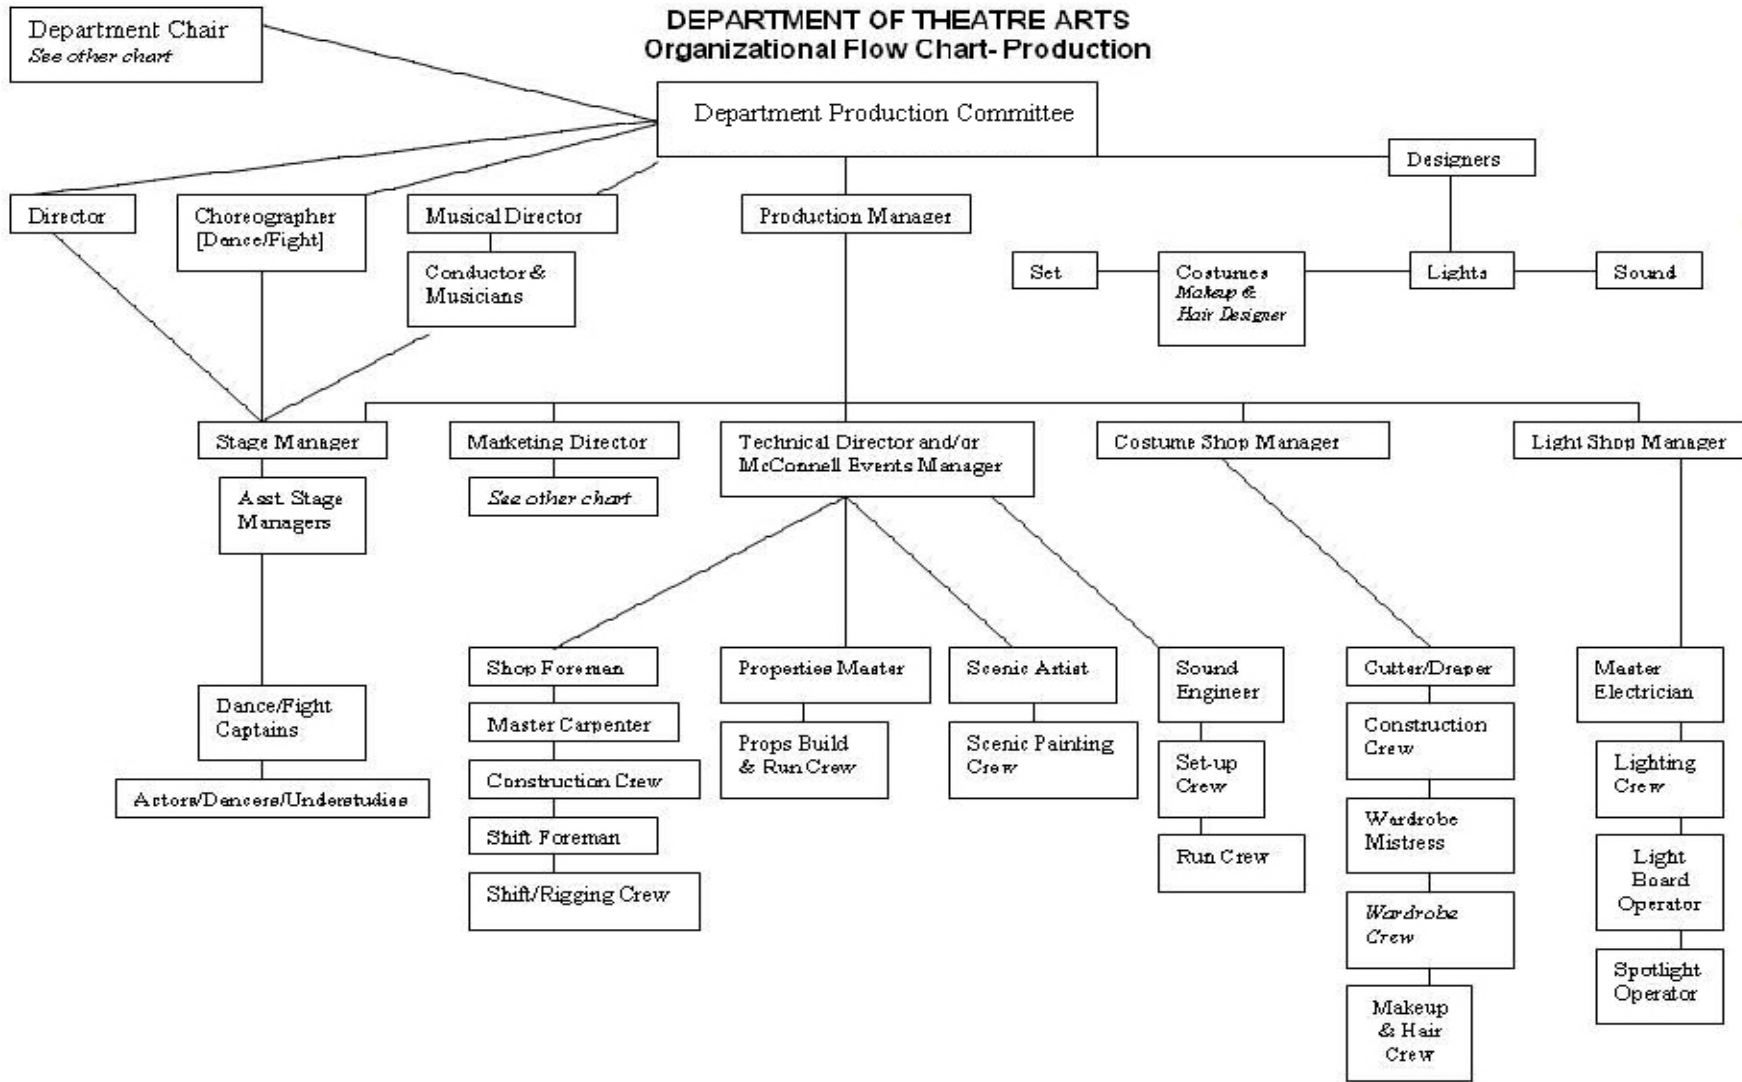 DEPARTMENT OF THEATRE ARTS
Organizational Flow Chart- Production
Department Chair
See other chart
Department Production Committee
Designers
Director
Choreographer
[Dance/Fight]
Musical Director
Production Manager
Conductor &
Musicians
Set
Costumes
Makeup &
Hair Designer
Lights
Sound
Stage Manager
Marketing Director
Technical Director and/or
McConnell Events Manager
Costume Shop Manager
Light Shop Manager
Asst. Stage
Managers
See other chart
Shop Foreman
Properties Master
Scenic Artist
Sound
Engineer
Cutter/Draper
Master
Electrician
Dance/Fight
Captains
Master Carpenter
Props Build
& Run Crew
Scenic Painting
Crew
Set-up
Crew
Construction
Crew
Lighting
Crew
Actors/Dancers/Understudies
Construction Crew
Shift Foreman
Run Crew
Wardrobe
Mistress
Light
Board
Operator
Shift/Rigging Crew
Wardrobe
Crew
Spotlight
Operator
Makeup
& Hair
Crew